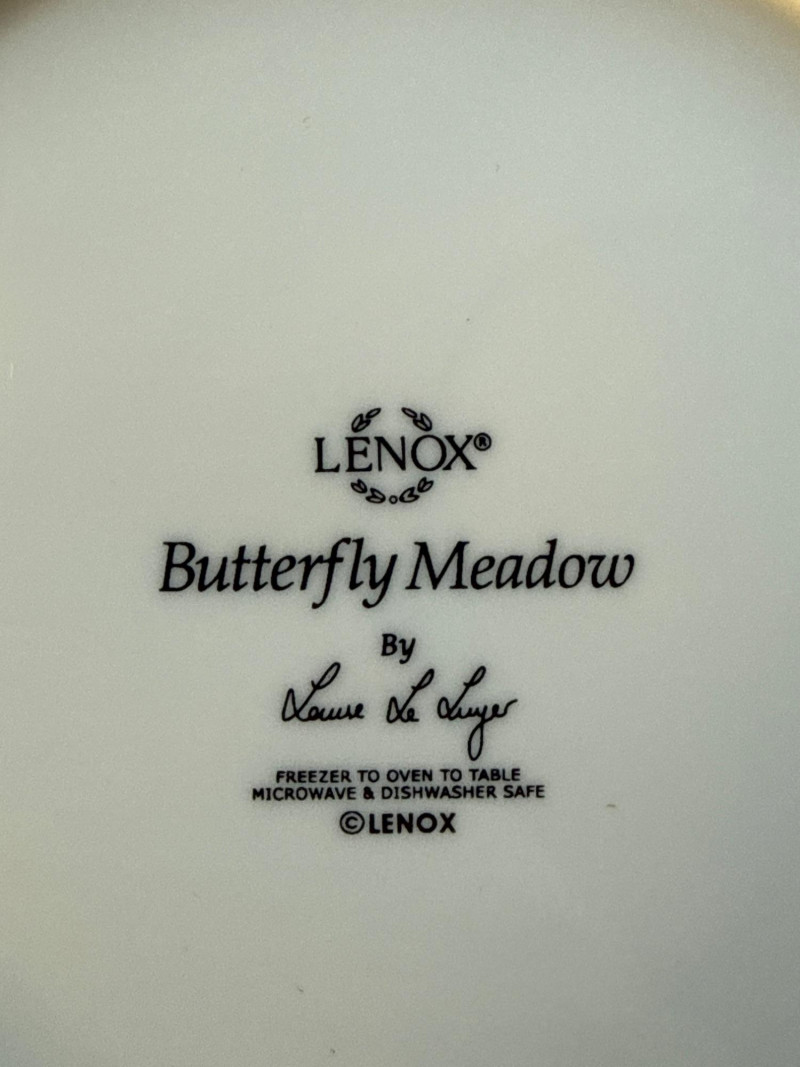 LENOX®
Butterfly Meadow
By
Louise Le Luyer
FREEZER TO OVEN TO TABLE
MICROWAVE & DISHWASHER SAFE
©LENOX